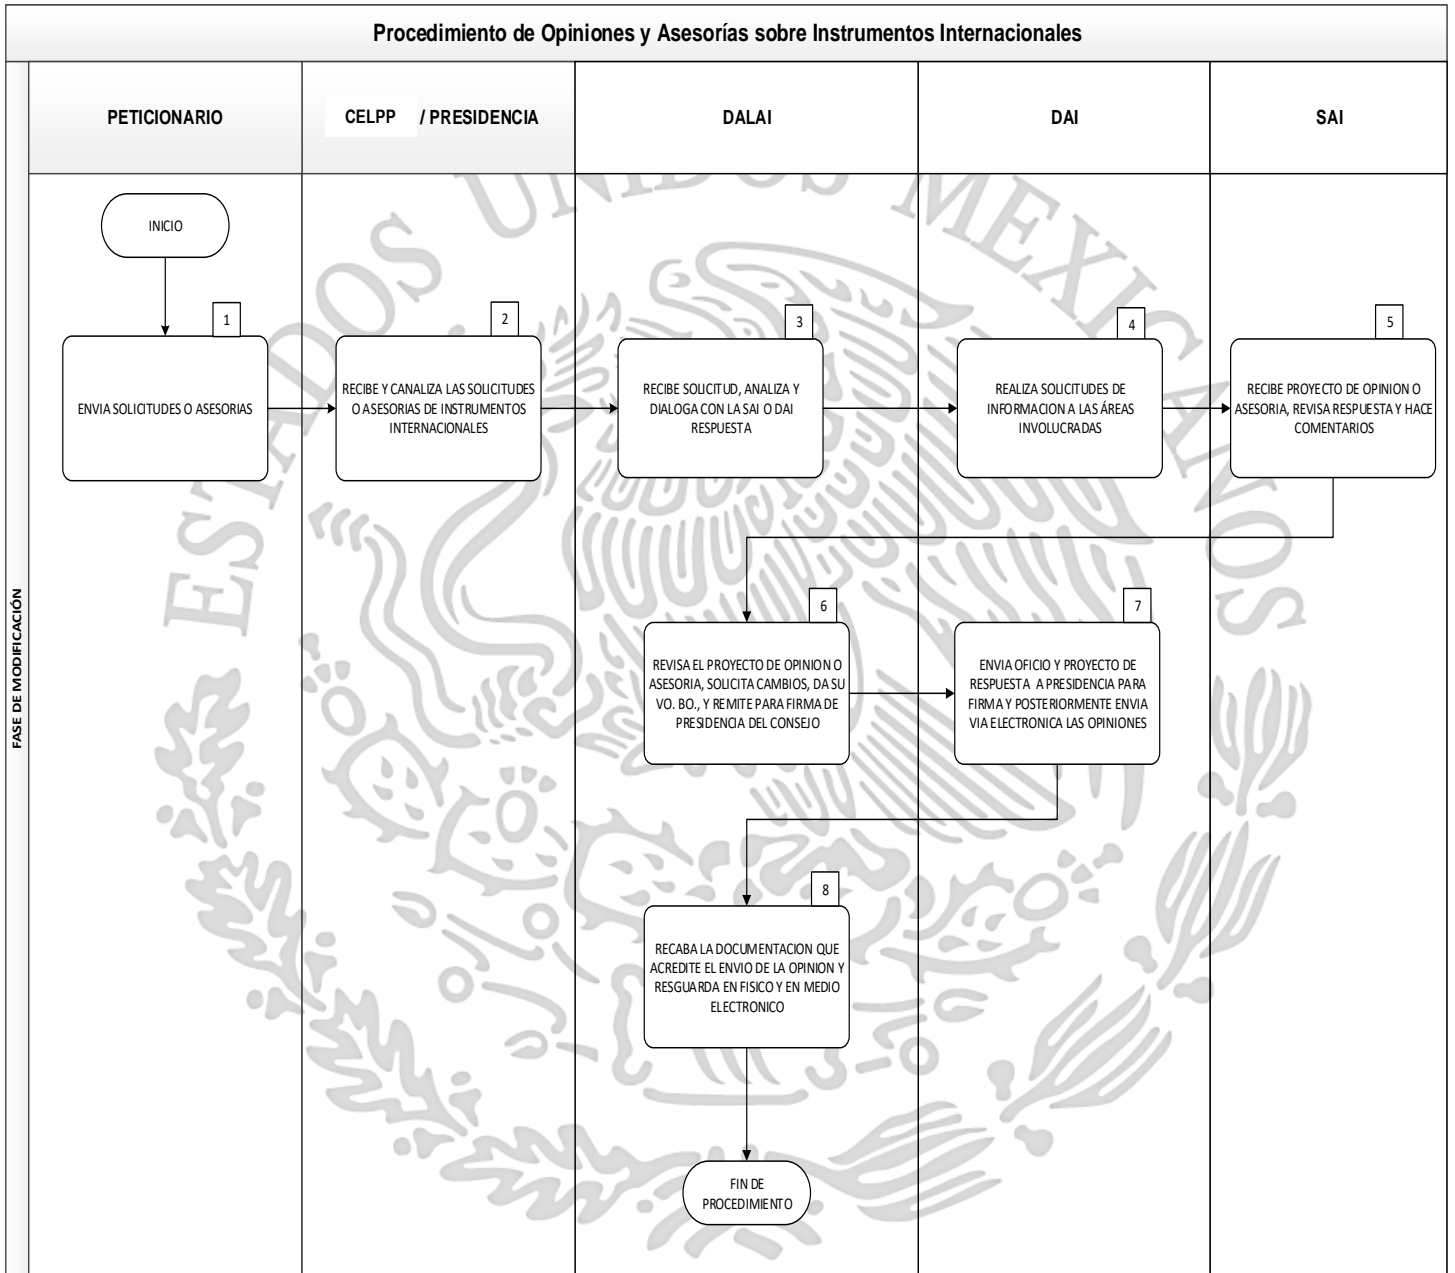 Procedimiento de Opiniones y Asesorías sobre Instrumentos Internacionales
PETICIONARIO
CELPP / PRESIDENCIA
DALAI
DAI
SAI
FASE DE MODIFICACIÓN
ESTADOS UNIDOS MEXICANOS
INICIO
1
ENVIA SOLICITUDES O ASESORIAS
2
RECIBE Y CANALIZA LAS SOLICITUDES
O ASESORIAS DE INSTRUMENTOS
INTERNACIONALES
3
RECIBE SOLICITUD, ANALIZA Y
DIALOGA CON LA SAI O DAI
RESPUESTA
4
REALIZA SOLICITUDES DE
INFORMACION A LAS ÁREAS
INVOLUCRADAS
5
RECIBE PROYECTO DE OPINION O
ASESORIA, REVISA RESPUESTA Y HACE
COMENTARIOS
6
REVISA EL PROYECTO DE OPINION O
ASESORIA, SOLICITA CAMBIOS, DA SU
VO. BO., Y REMITE PARA FIRMA DE
PRESIDENCIA DEL CONSEJO
7
ENVIA OFICIO Y PROYECTO DE
RESPUESTA A PRESIDENCIA PARA
FIRMA Y POSTERIORMENTE ENVIA
VIA ELECTRONICA LAS OPINIONES
8
RECABA LA DOCUMENTACION QUE
ACREDITE EL ENVIO DE LA OPINION Y
RESGUARDA EN FISICO Y EN MEDIO
ELECTRONICO
FIN DE
PROCEDIMIENTO